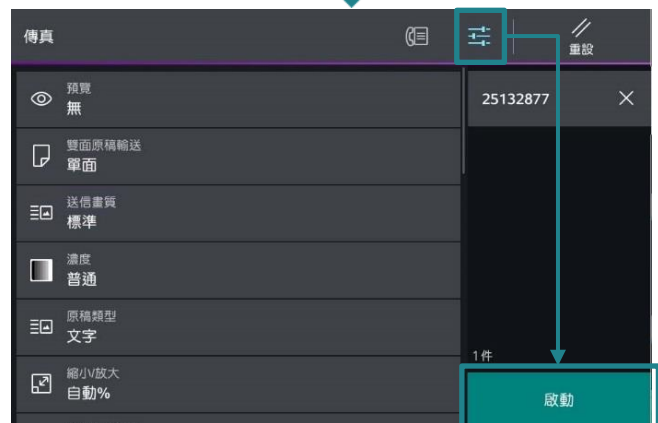 傳真
重設
預覽
無
25132877
雙面原稿輸送
單面
送信畫質
標準
濃度
普通
原稿類型
文字
1件
縮小/放大
自動%
啟動